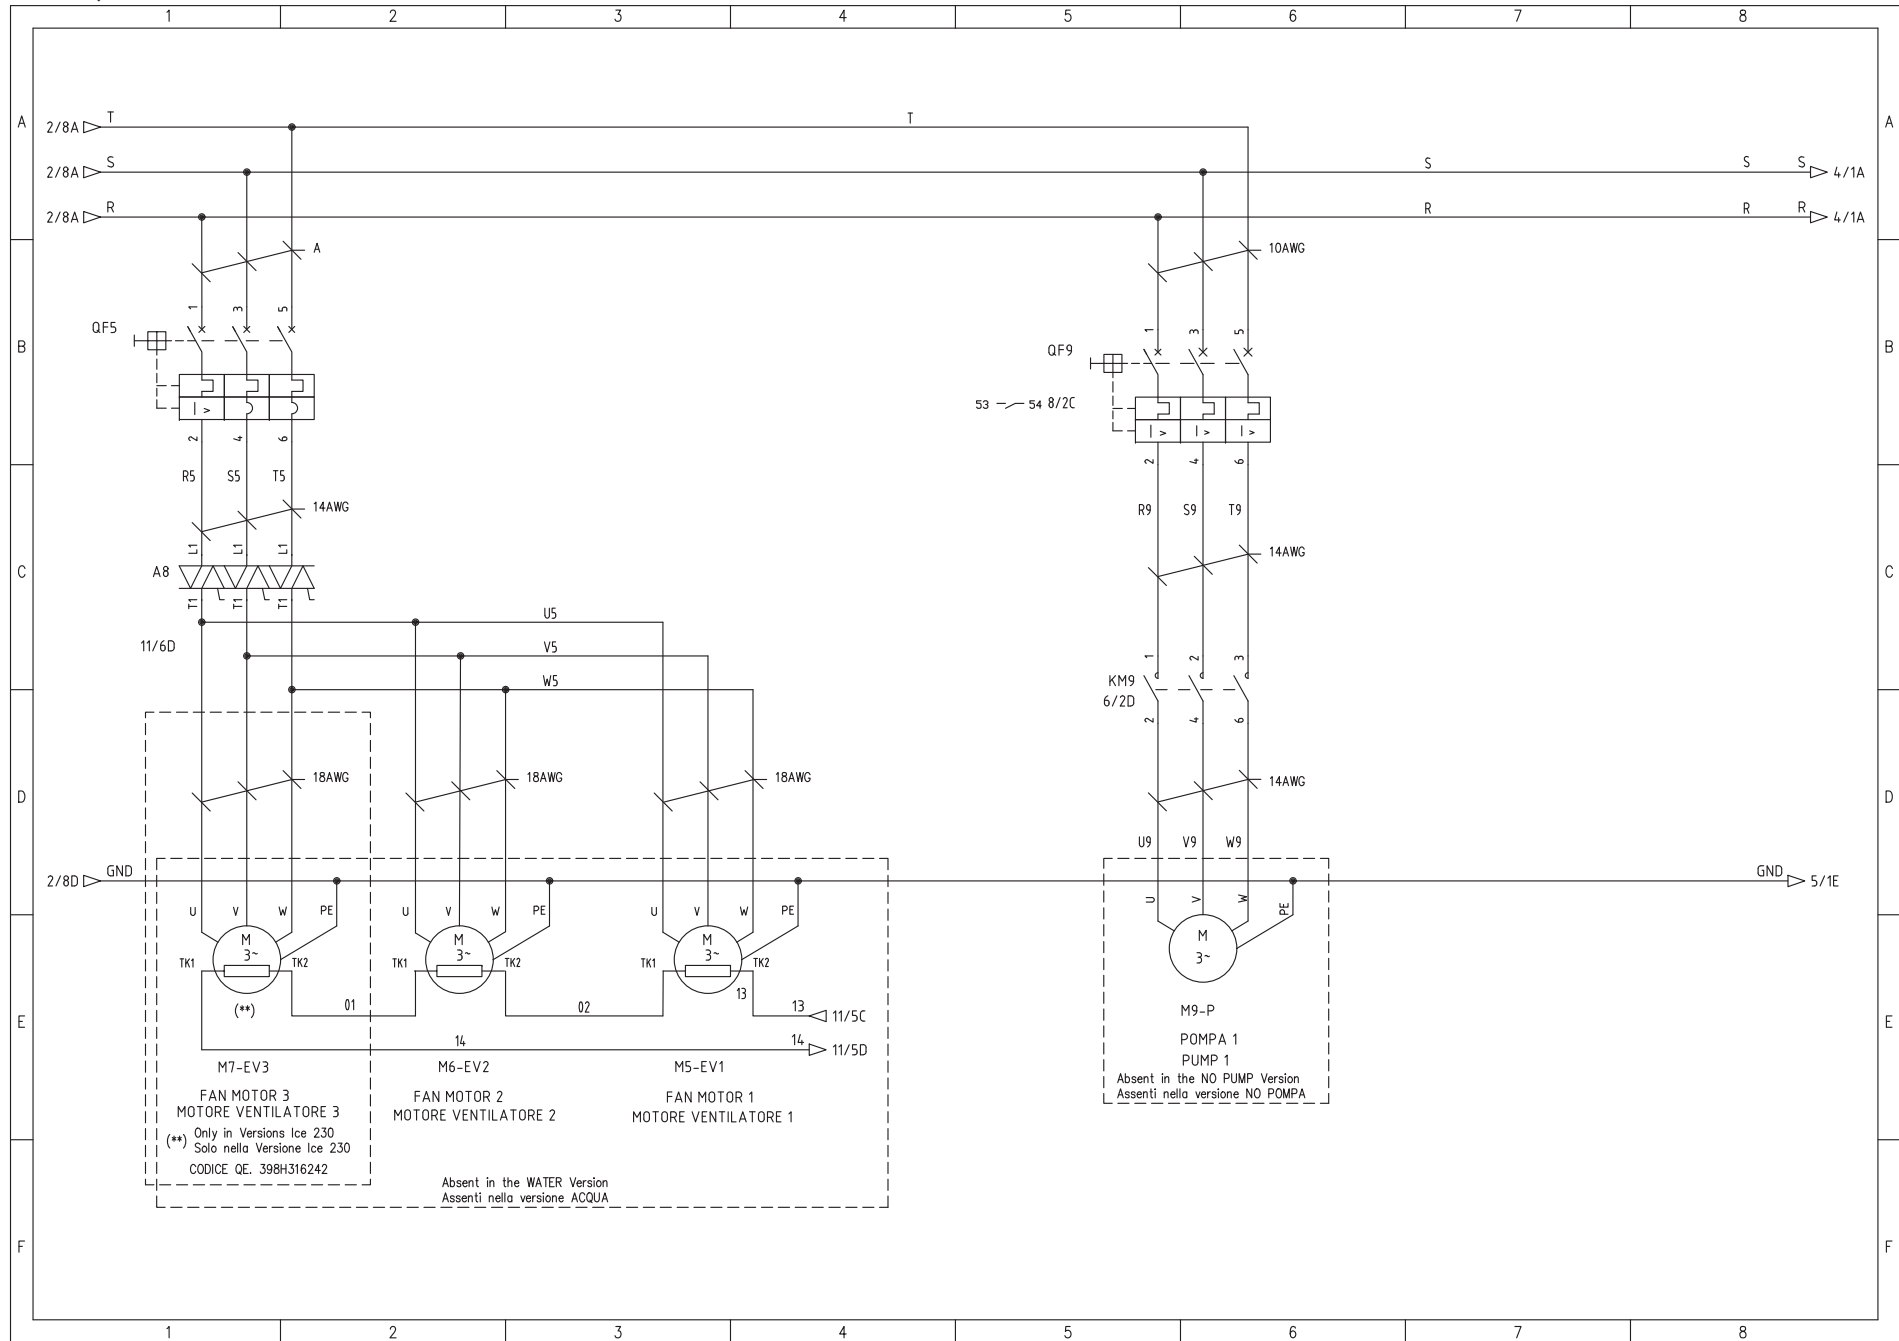 1 2 3 4 5 6 7 8
A 2/8A T T A
2/8A S S S S 4/1A
2/8A R R R R 4/1A
A 10AWG
1 3 5
QF5
B B
1 3 5
QF9
I >
53 54 8/2C
I > I > I >
2 4 6
2 4 6
R5 S5 T5
14AWG
R9 S9 T9
L1 L1 L1
14AWG
C A8 C
T1 T1 T1
U5
11/6D
V5
1 2 3
W5
KM9
6/2D
2 4 6
18AWG 18AWG 18AWG 14AWG
D D
U9 V9 W9
2/8D GND GND 5/1E
U V W PE U V W PE U V W PE U V W PE
M
3~
M
3~
M
3~
M
3~
TK1 TK2 TK1 TK2 TK1 TK2
13
(**) 01 02 13 11/5C
M9-P
E E
14 14 11/5D
POMPA 1
PUMP 1
M7-EV3 M6-EV2 M5-EV1
Absent in the NO PUMP Version
Assenti nella versione NO POMPA
FAN MOTOR 3
MOTORE VENTILATORE 3
FAN MOTOR 2
MOTORE VENTILATORE 2
FAN MOTOR 1
MOTORE VENTILATORE 1
(**) Only in Versions Ice 230
Solo nella Versione Ice 230
CODICE QE. 398H316242
Absent in the WATER Version
Assenti nella versione ACQUA
F F
1 2 3 4 5 6 7 8